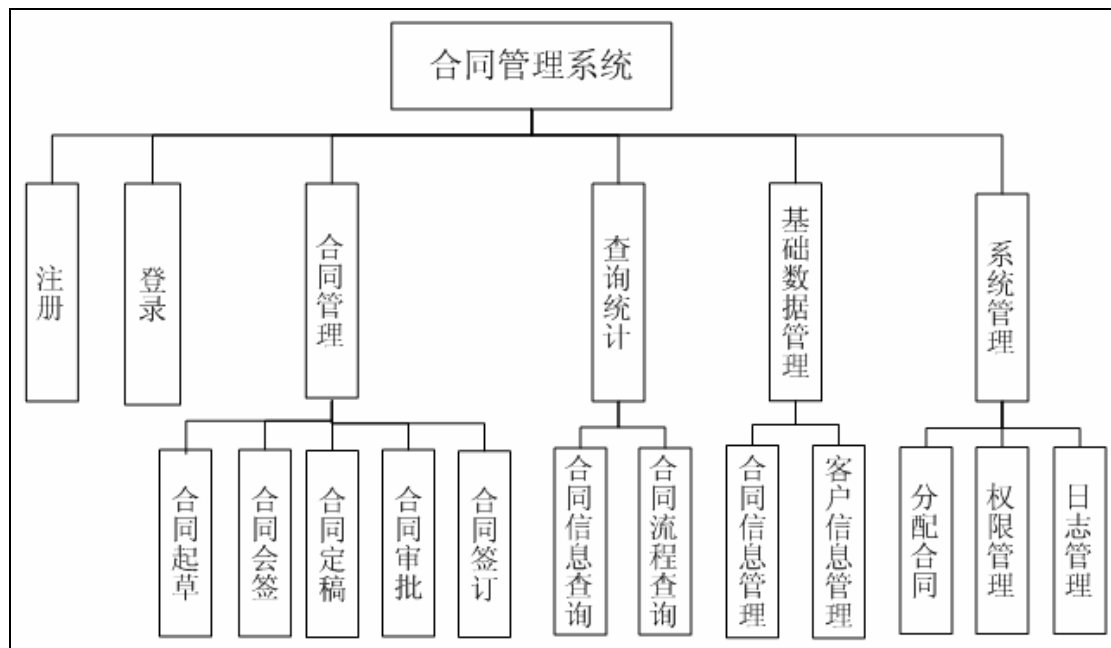 合同管理系统
注册
登录
合同管理
查询统计
基础数据管理
系统管理
合同起草
合同会签
合同定稿
合同审批
合同签订
合同信息查询
合同流程查询
合同信息管理
客户信息管理
分配合同
权限管理
日志管理